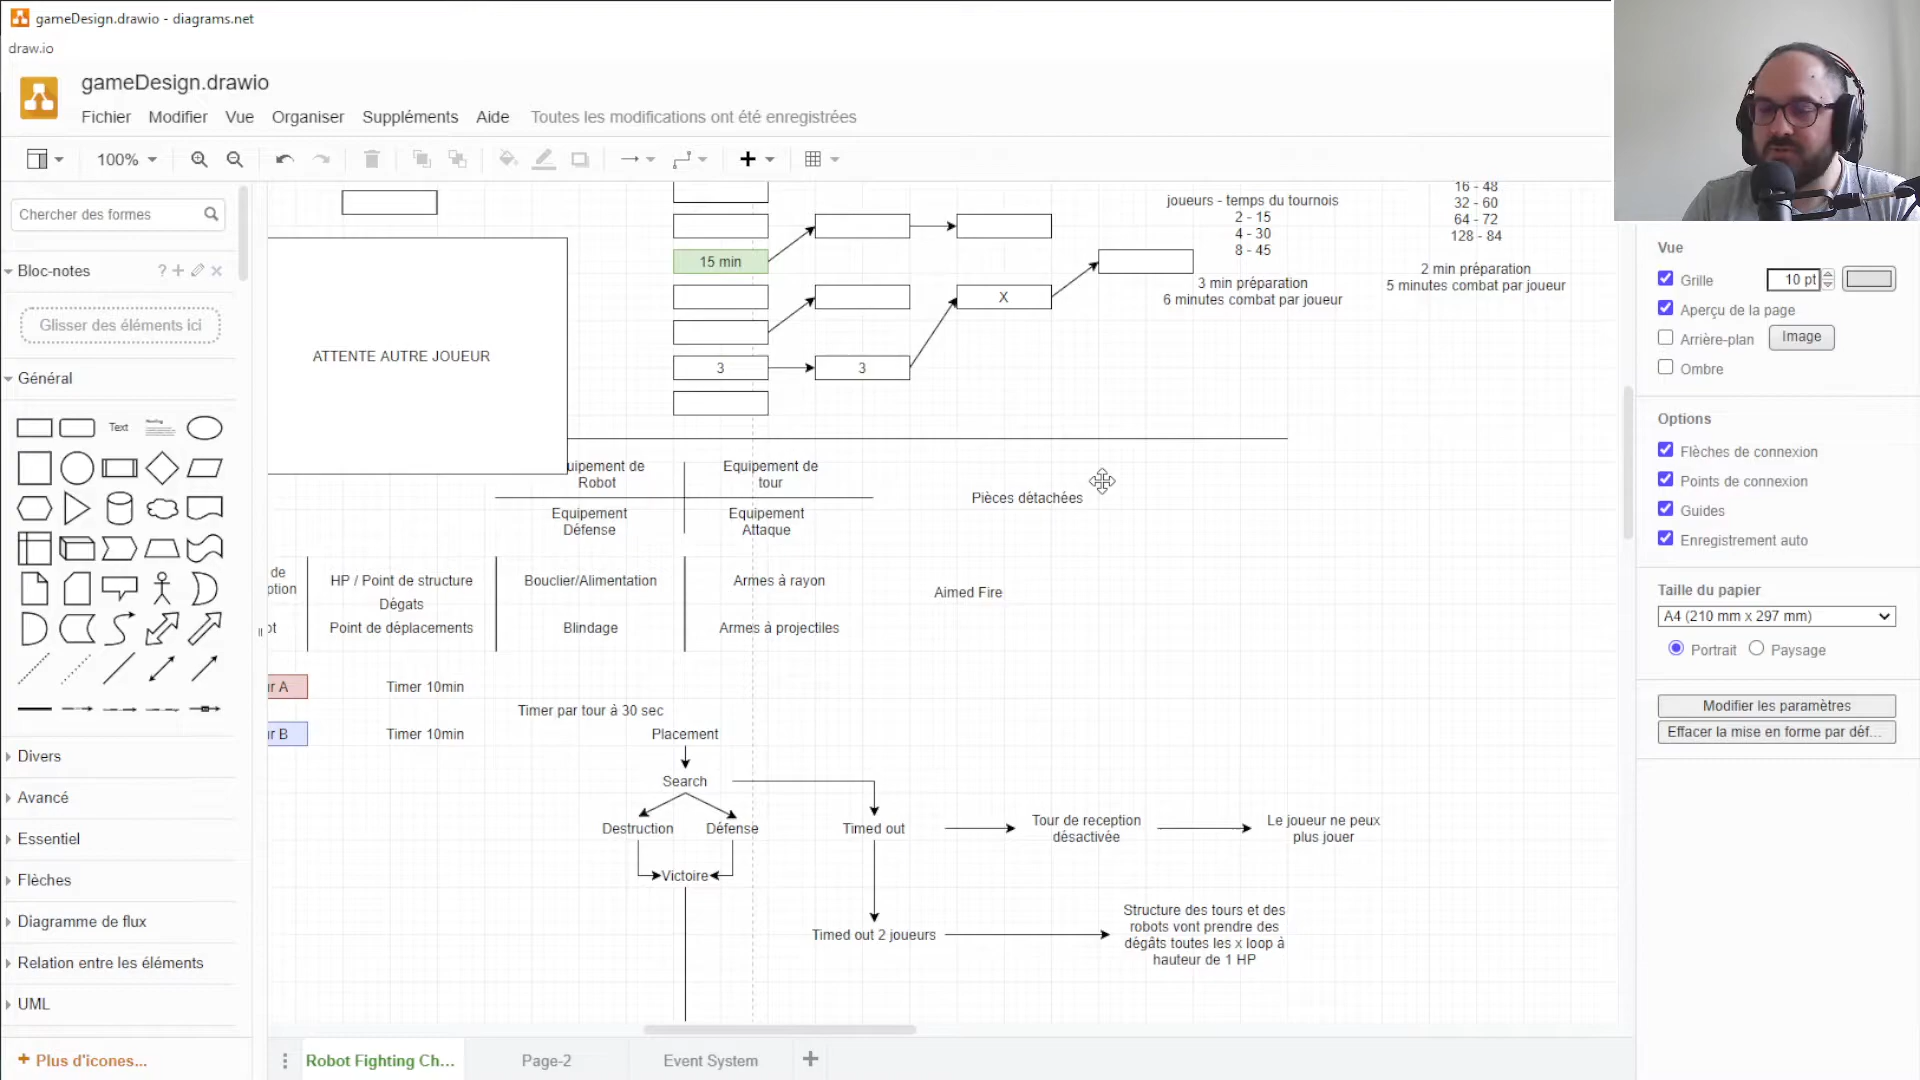 gameDesign.drawio - diagrams.net
draw.io
gameDesign.drawio
Fichier Modifier Vue Organiser Suppléments Aide Toutes les modifications ont été enregistrées
100%
Chercher des formes
Bloc-notes
?
Glisser des éléments ici
Général
Text
Heading
Divers
Avancé
Essentiel
Flèches
Diagramme de flux
Relation entre les éléments
UML
+ Plus d'icones...
ATTENTE AUTRE JOUEUR
15 min
3
3
X
joueurs - temps du tournois
2 - 15
4 - 30
8 - 45
3 min préparation
6 minutes combat par joueur
16 - 48
32 - 60
64 - 72
128 - 84
2 min préparation
5 minutes combat par joueur
uipement de
Robot
Equipement de
tour
Equipement
Défense
Equipement
Attaque
Pièces détachées
de
ption
ot
HP / Point de structure
Dégats
Point de déplacements
Bouclier/Alimentation
Blindage
Armes à rayon
Armes à projectiles
Aimed Fire
ur A
Timer 10min
ur B
Timer 10min
Timer par tour à 30 sec
Placement
Search
Destruction
Défense
Victoire
Timed out
Tour de reception
désactivée
Le joueur ne peux
plus jouer
Timed out 2 joueurs
Structure des tours et des
robots vont prendre des
dégâts toutes les x loop à
hauteur de 1 HP
Robot Fighting Ch...
Page-2
Event System
Vue
Grille
10 pt
Aperçu de la page
Arrière-plan
Image
Ombre
Options
Flèches de connexion
Points de connexion
Guides
Enregistrement auto
Taille du papier
A4 (210 mm x 297 mm)
Portrait
Paysage
Modifier les paramètres
Effacer la mise en forme par déf...